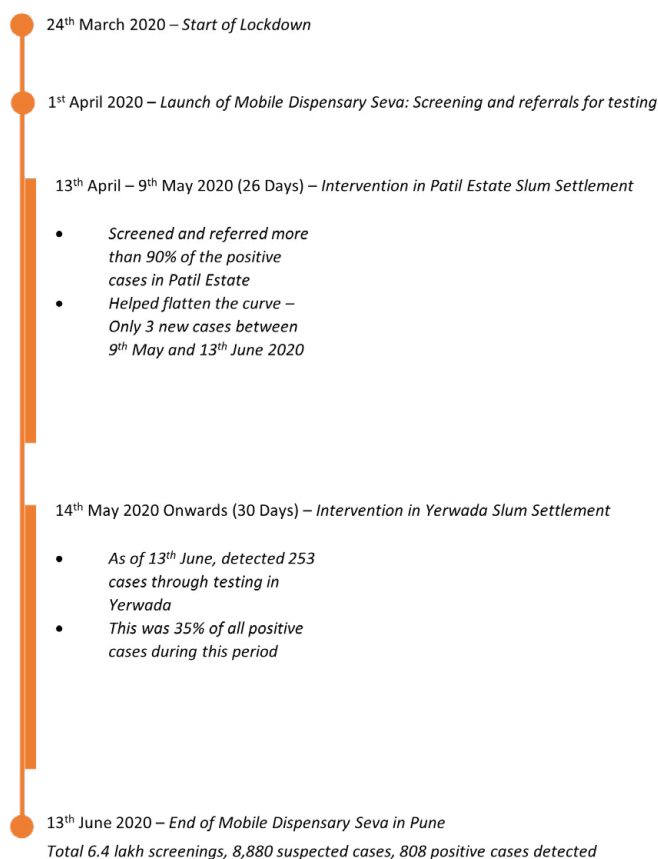 24th March 2020 – Start of Lockdown
1st April 2020 – Launch of Mobile Dispensary Seva: Screening and referrals for testing
13th April – 9th May 2020 (26 Days) – Intervention in Patil Estate Slum Settlement
• Screened and referred more
than 90% of the positive
cases in Patil Estate
• Helped flatten the curve –
Only 3 new cases between
9th May and 13th June 2020
14th May 2020 Onwards (30 Days) – Intervention in Yerwada Slum Settlement
• As of 13th June, detected 253
cases through testing in
Yerwada
• This was 35% of all positive
cases during this period
13th June 2020 – End of Mobile Dispensary Seva in Pune
Total 6.4 lakh screenings, 8,880 suspected cases, 808 positive cases detected